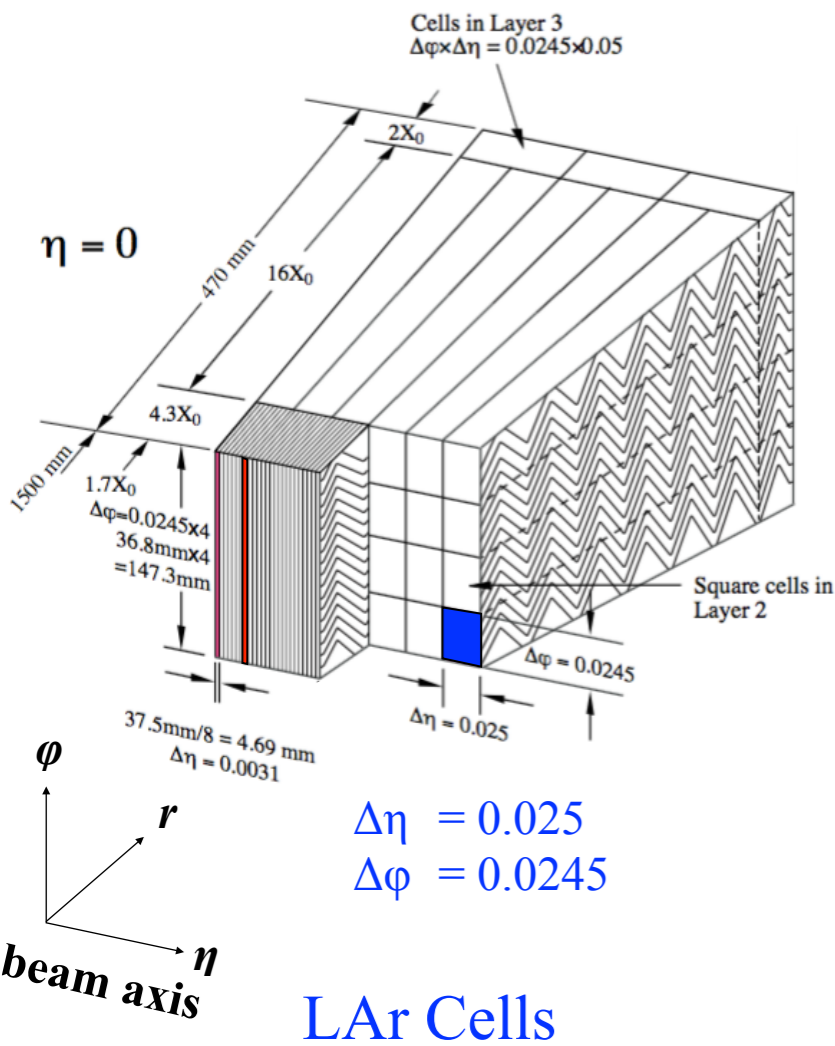 Cells in Layer 3
Δφ×Δη = 0.0245×0.05
2X₀
η = 0
470 mm
16X₀
4.3X₀
1500 mm
1.7X₀
Δφ=0.0245x4
36.8mmx4
=147.3mm
Square cells in
Layer 2
Δφ = 0.0245
Δη = 0.025
37.5mm/8 = 4.69 mm
Δη = 0.0031
φ
r
η
beam axis
Δη = 0.025
Δφ = 0.0245
LAr Cells